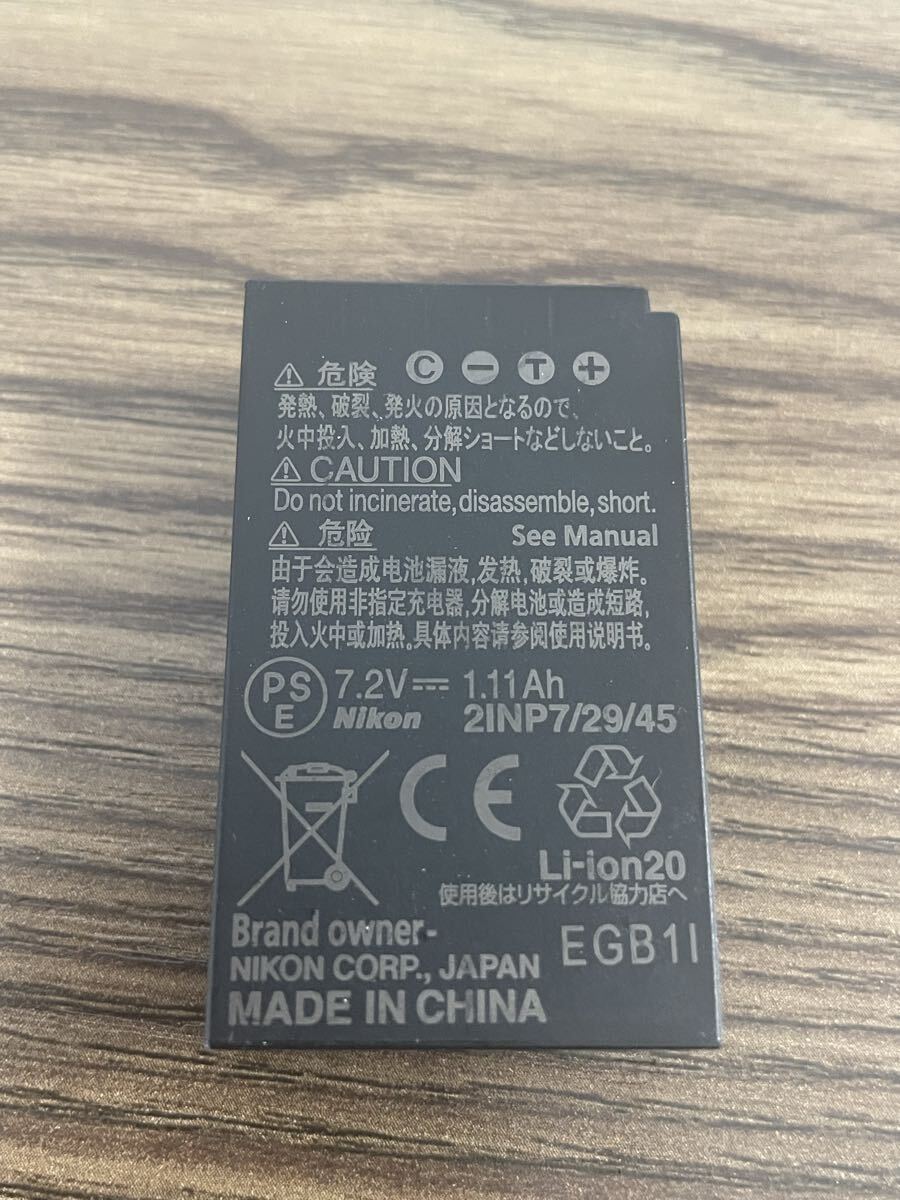 ⚠ 危険 C − T +
発熱、破裂、発火の原因となるので、
火中投入、加熱、分解ショートなどしないこと。
⚠ CAUTION
Do not incinerate, disassemble, short.
⚠ 危险 See Manual
由于会造成电池漏液,发热,破裂或爆炸。
请勿使用非指定充电器,分解电池或造成短路,
投入火中或加热。具体内容请参阅使用说明书。
PS E 7.2V⎓ 1.11Ah
Nikon 2INP7/29/45
CE
Li-ion20
使用後はリサイクル協力店へ
Brand owner-
NIKON CORP., JAPAN EGB1I
MADE IN CHINA